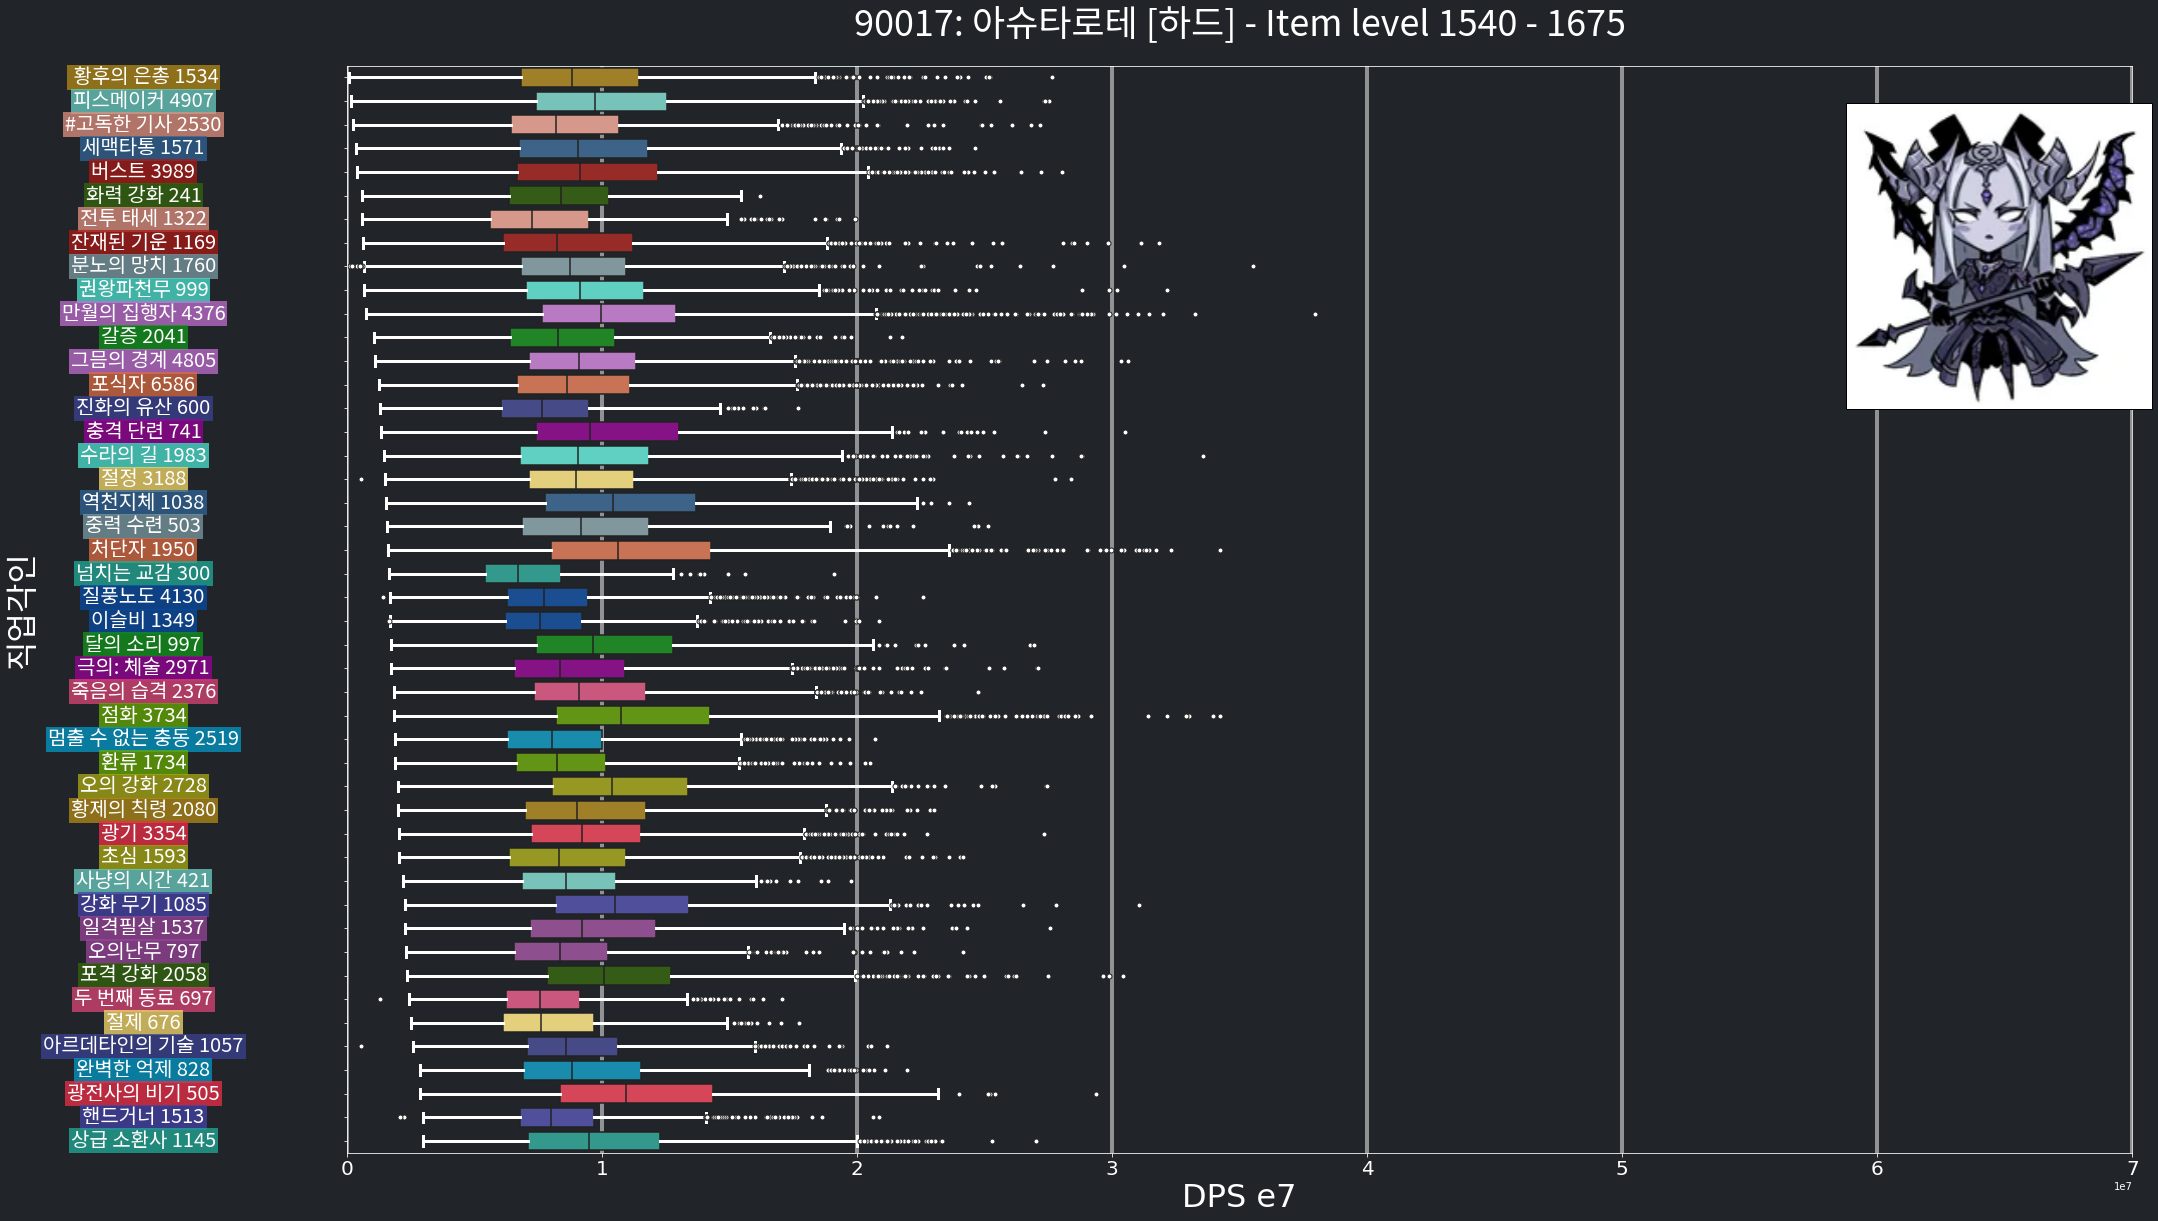 90017: 아슈타로테 [하드] - Item level 1540 - 1675
직업각인
황후의 은총 1534
피스메이커 4907
#고독한 기사 2530
세맥타통 1571
버스트 3989
화력 강화 241
전투 태세 1322
잔재된 기운 1169
분노의 망치 1760
권왕파천무 999
만월의 집행자 4376
갈증 2041
그믐의 경계 4805
포식자 6586
진화의 유산 600
충격 단련 741
수라의 길 1983
절정 3188
역천지체 1038
중력 수련 503
처단자 1950
넘치는 교감 300
질풍노도 4130
이슬비 1349
달의 소리 997
극의: 체술 2971
죽음의 습격 2376
점화 3734
멈출 수 없는 충동 2519
환류 1734
오의 강화 2728
황제의 칙령 2080
광기 3354
초심 1593
사냥의 시간 421
강화 무기 1085
일격필살 1537
오의난무 797
포격 강화 2058
두 번째 동료 697
절제 676
아르데타인의 기술 1057
완벽한 억제 828
광전사의 비기 505
핸드거너 1513
상급 소환사 1145
0 1 2 3 4 5 6 7
1e7
DPS e7